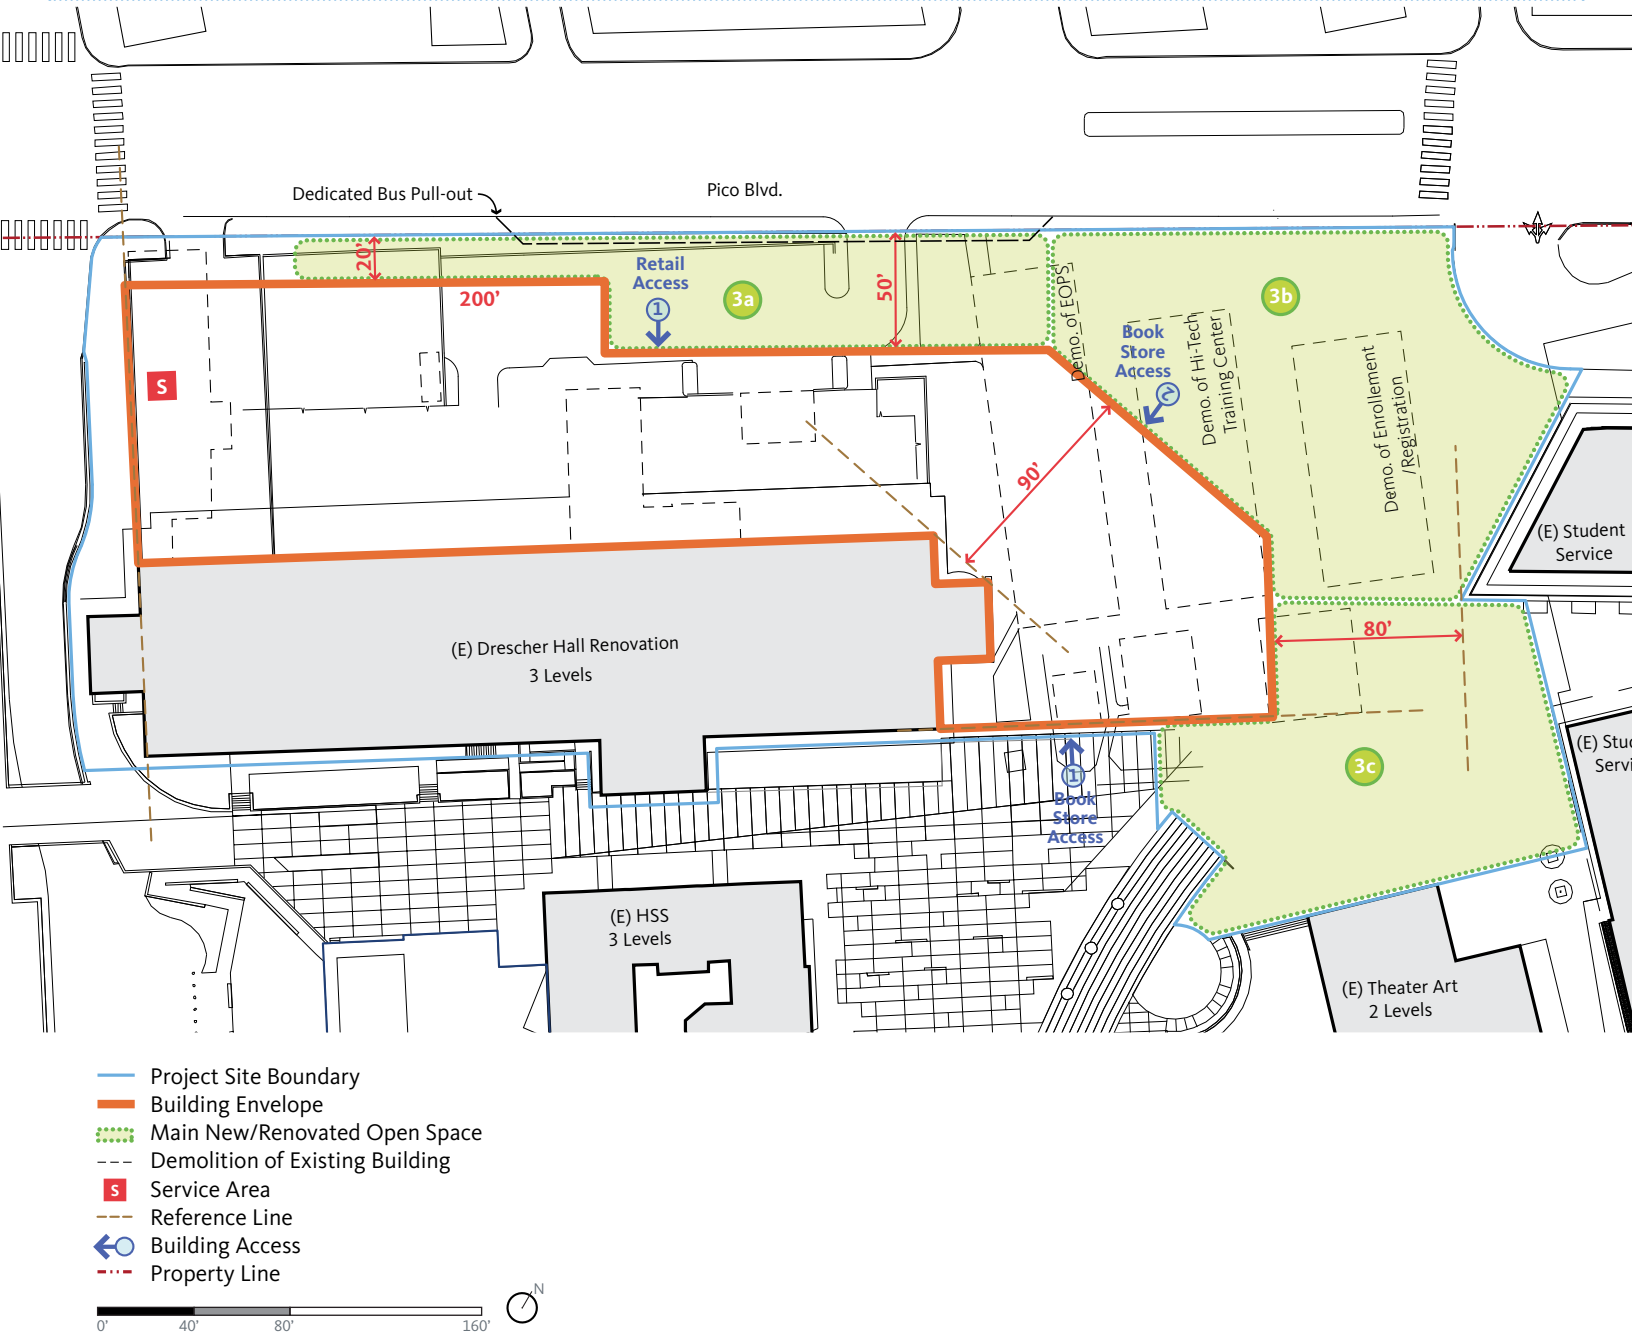 Dedicated Bus Pull-out
Pico Blvd.
20’
200’
Retail
Access
1
3a
50’
Demo. of EOPS
3b
Book
Store
Access
2
Demo. of Hi-Tech
Training Center
Demo. of Enrollement
/Registration
S
90’
(E) Student
Service
(E) Drescher Hall Renovation
3 Levels
80’
3c
(E) Stud
Servi
1
Book
Store
Access
(E) HSS
3 Levels
(E) Theater Art
2 Levels
Project Site Boundary
Building Envelope
Main New/Renovated Open Space
Demolition of Existing Building
S Service Area
Reference Line
Building Access
Property Line
0’ 40’ 80’ 160’
N